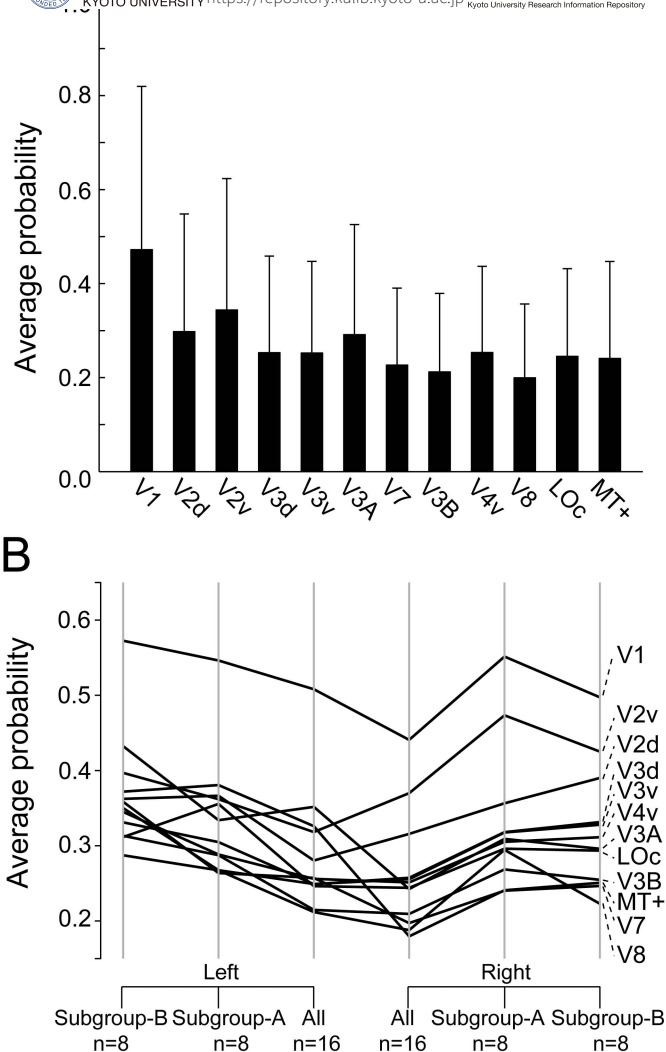 KYOTO UNIVERSITY
https://repository.kulib.kyoto-u.ac.jp
Kyoto University Research Information Repository
Average probability
0.8
0.6
0.4
0.2
0.0
V1 V2d V2v V3d V3v V3A V7 V3B V4v V8 LOc MT+
B
Average probability
0.6
0.5
0.4
0.3
0.2
V1
V2v
V2d
V3d
V3v
V4v
V3A
LOc
V3B
MT+
V7
V8
Left Right
Subgroup-B Subgroup-A All All Subgroup-A Subgroup-B
n=8 n=8 n=16 n=16 n=8 n=8